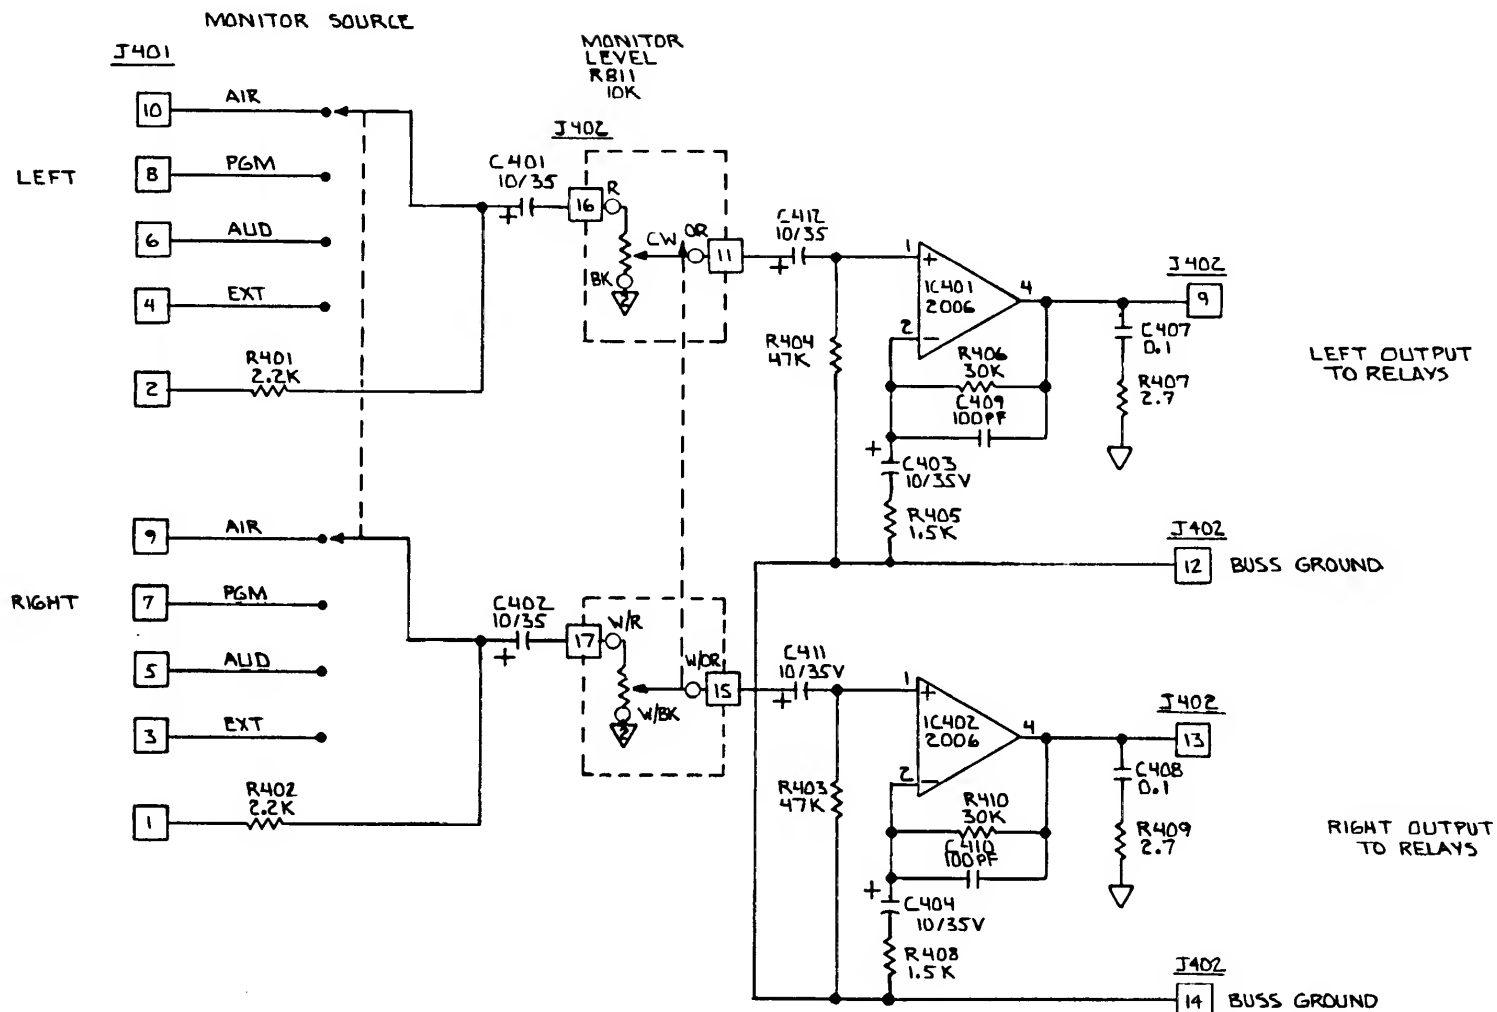 MONITOR SOURCE
J401
MONITOR
LEVEL
R811
10K
LEFT
10 AIR
8 PGM
6 AUD
4 EXT
2
R401
2.2K
C401
10/35
+
J402
16 R
BK
2
CW
OR
11
C412
10/35
+
R404
47K
1
+
IC401
2006
2
−
4
R406
30K
C409
100PF
+
C403
10/35V
R405
1.5K
J402
9
C407
0.1
R407
2.7
LEFT OUTPUT
TO RELAYS
J402
12 BUSS GROUND
RIGHT
9 AIR
7 PGM
5 AUD
3 EXT
1
R402
2.2K
C402
10/35
+
17 W/R
W/BK
2
W/OR
15
C411
10/35V
+
R403
47K
1
+
IC402
2006
2
−
4
R410
30K
C410
100PF
+
C404
10/35V
R408
1.5K
J402
13
C408
0.1
R409
2.7
RIGHT OUTPUT
TO RELAYS
J402
14 BUSS GROUND